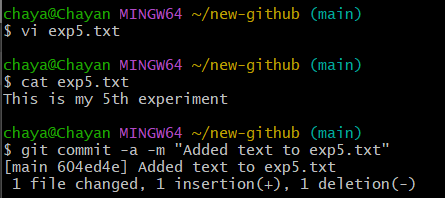 chaya@Chayan MINGW64 ~/new-github (main)
$ vi exp5.txt
chaya@Chayan MINGW64 ~/new-github (main)
$ cat exp5.txt
This is my 5th experiment
chaya@Chayan MINGW64 ~/new-github (main)
$ git commit -a -m "Added text to exp5.txt"
[main 604ed4e] Added text to exp5.txt
 1 file changed, 1 insertion(+), 1 deletion(-)